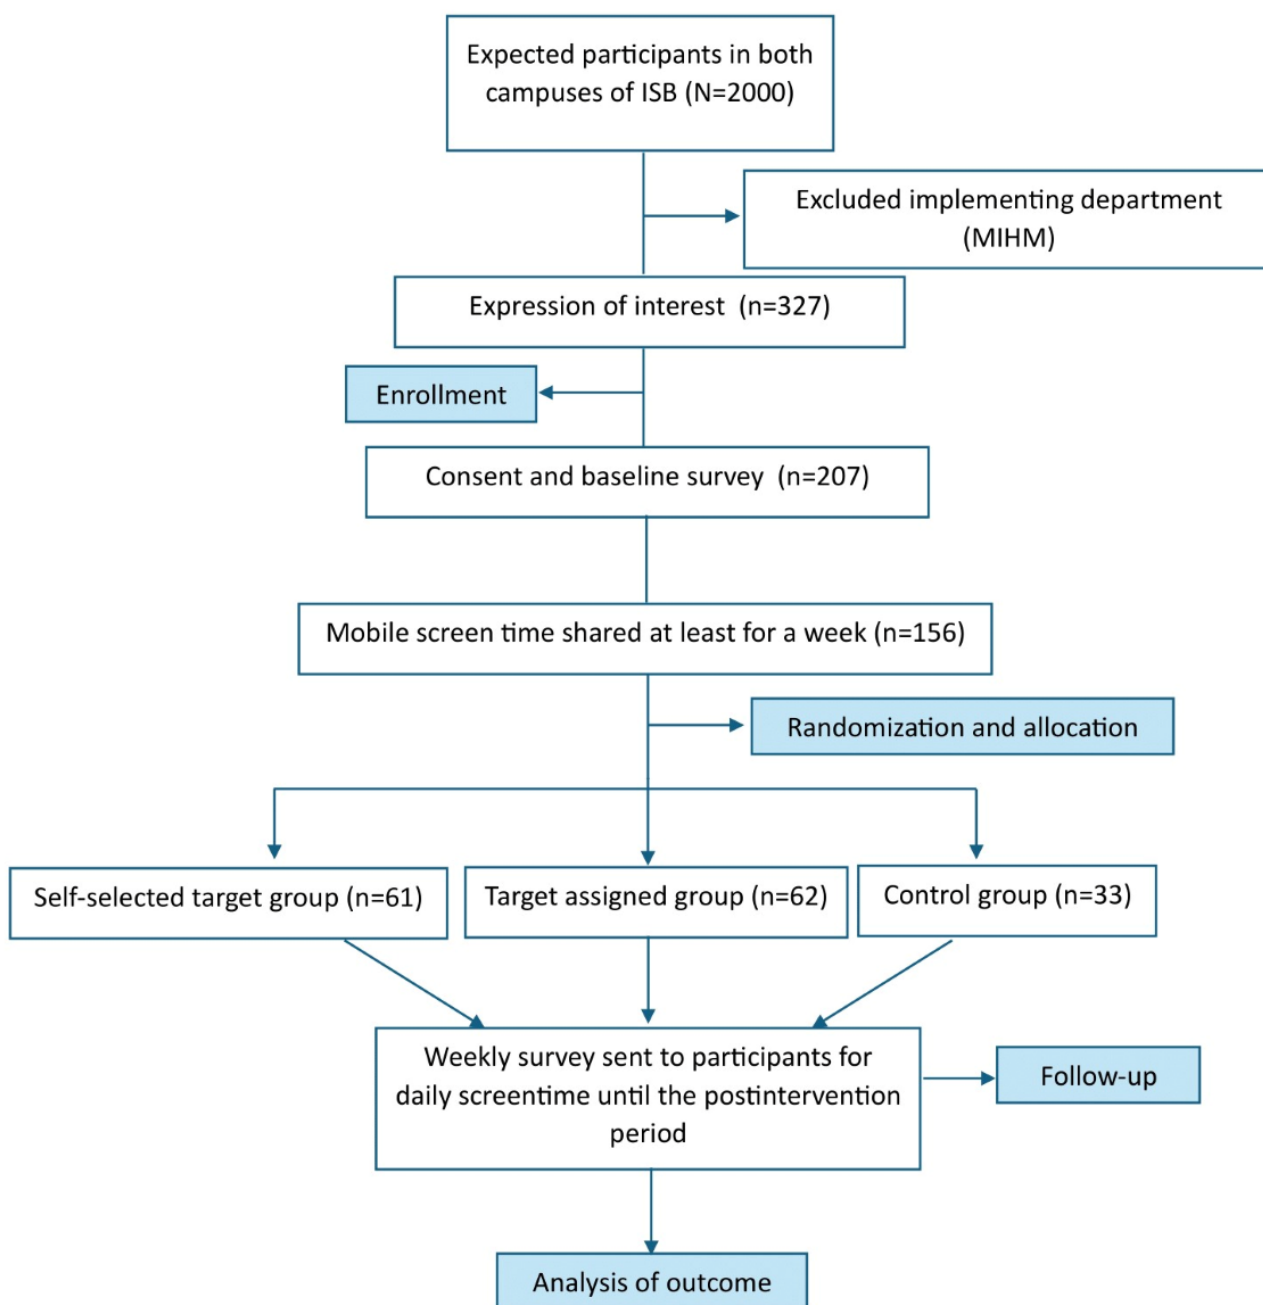 Expected participants in both
campuses of ISB (N=2000)
Excluded implementing department
(MIHM)
Expression of interest (n=327)
Enrollment
Consent and baseline survey (n=207)
Mobile screen time shared at least for a week (n=156)
Randomization and allocation
Self-selected target group (n=61)
Target assigned group (n=62)
Control group (n=33)
Weekly survey sent to participants for
daily screentime until the postintervention
period
Follow-up
Analysis of outcome